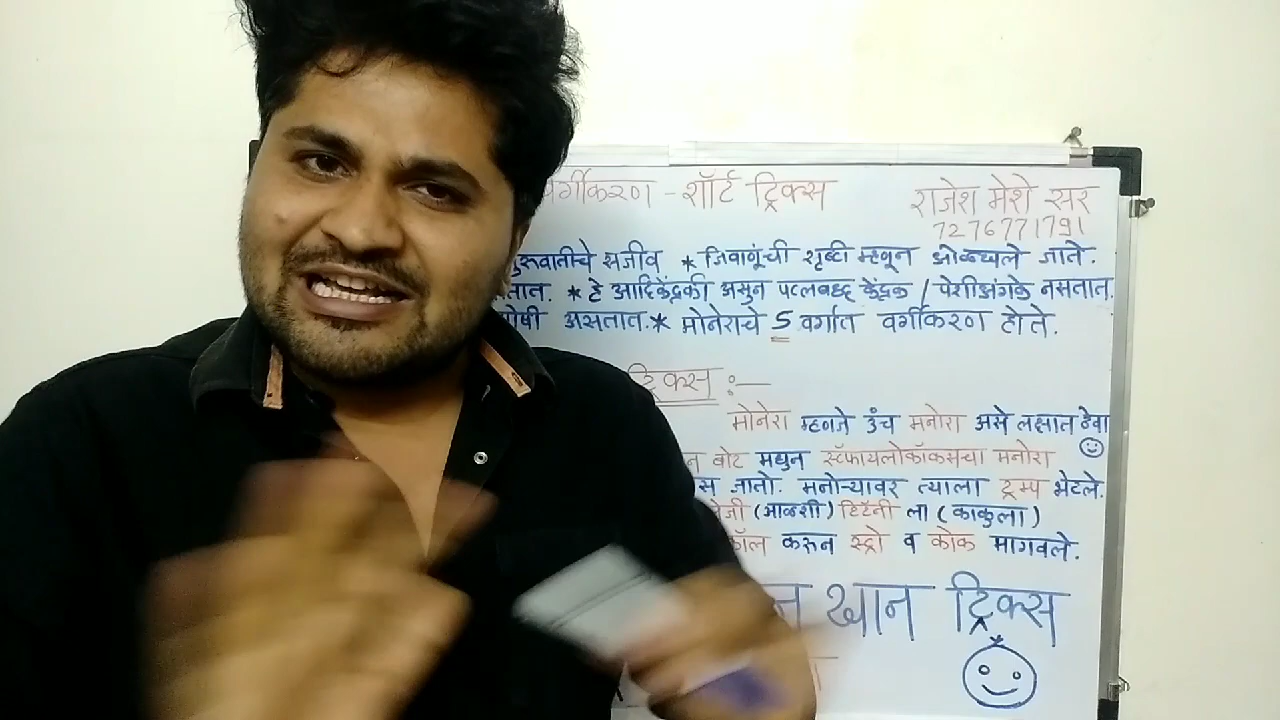 वर्गीकरण - शॉर्ट ट्रिक्स
राजेश मेशे सर
7276771791
सुरुवातीचे सजीव * जिवाणूंची सृष्टी म्हणून ओळखले जाते.
* हे आदिकेंद्रकी असुन पटलबद्ध केंद्रक / पेशीअंगके नसतात.
पोषी असतात. * मोनेराचे 5 वर्गात वर्गीकरण होते.
ट्रिक्स :—
मोनेरा म्हणजे उंच मनोरा असे लक्षात ठेवा
बोट मधुन स्टॅफायलोकॉकसचा मनोरा
जातो. मनोऱ्यावर त्याला ट्रम्प भेटले.
(आळशी) टिटॅनी ला (काकुला)
कॉल करून स्ट्रो व कोक मागवले.
खान ट्रिक्स